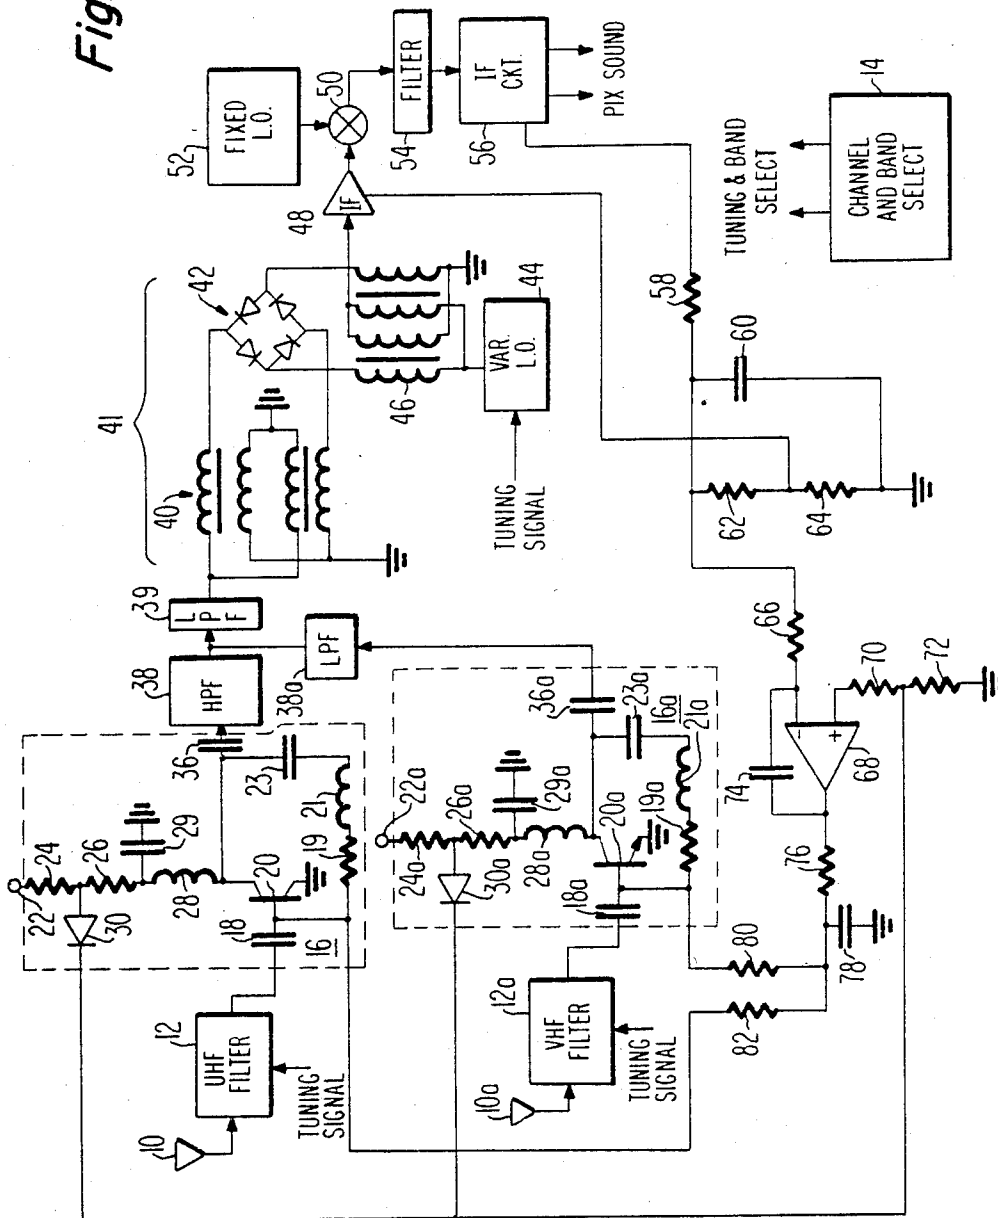 Fig
52
FIXED
L.O.
50
FILTER
54
IF
CKT.
56
PIX SOUND
48
IF
41
42
40
46
VAR.
L.O.
44
TUNING
SIGNAL
TUNING & BAND
SELECT
14
CHANNEL
AND BAND
SELECT
58
60
62
64
66
68
-
+
70
72
74
76
78
80
82
39
L
P
F
38
HPF
38a
LPF
36
23
21
19
22
24
26
28
29
30
20
18
16
36a
23a
16a
21a
19a
22a
24a
26a
28a
29a
30a
20a
18a
12
UHF
FILTER
10
TUNING
SIGNAL
12a
VHF
FILTER
10a
TUNING
SIGNAL